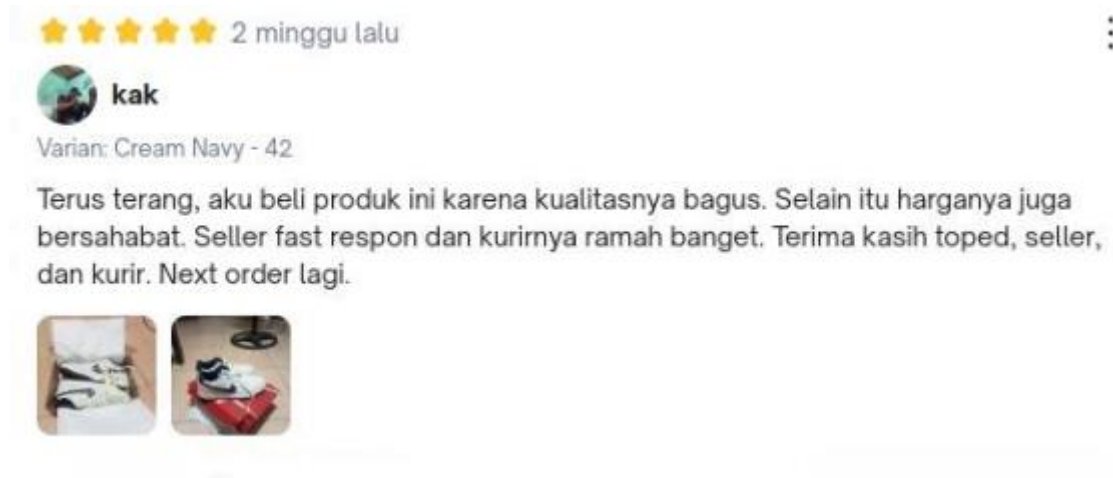 2 minggu lalu
kak
Varian: Cream Navy - 42
Terus terang, aku beli produk ini karena kualitasnya bagus. Selain itu harganya juga
bersahabat. Seller fast respon dan kurirnya ramah banget. Terima kasih toped, seller,
dan kurir. Next order lagi.